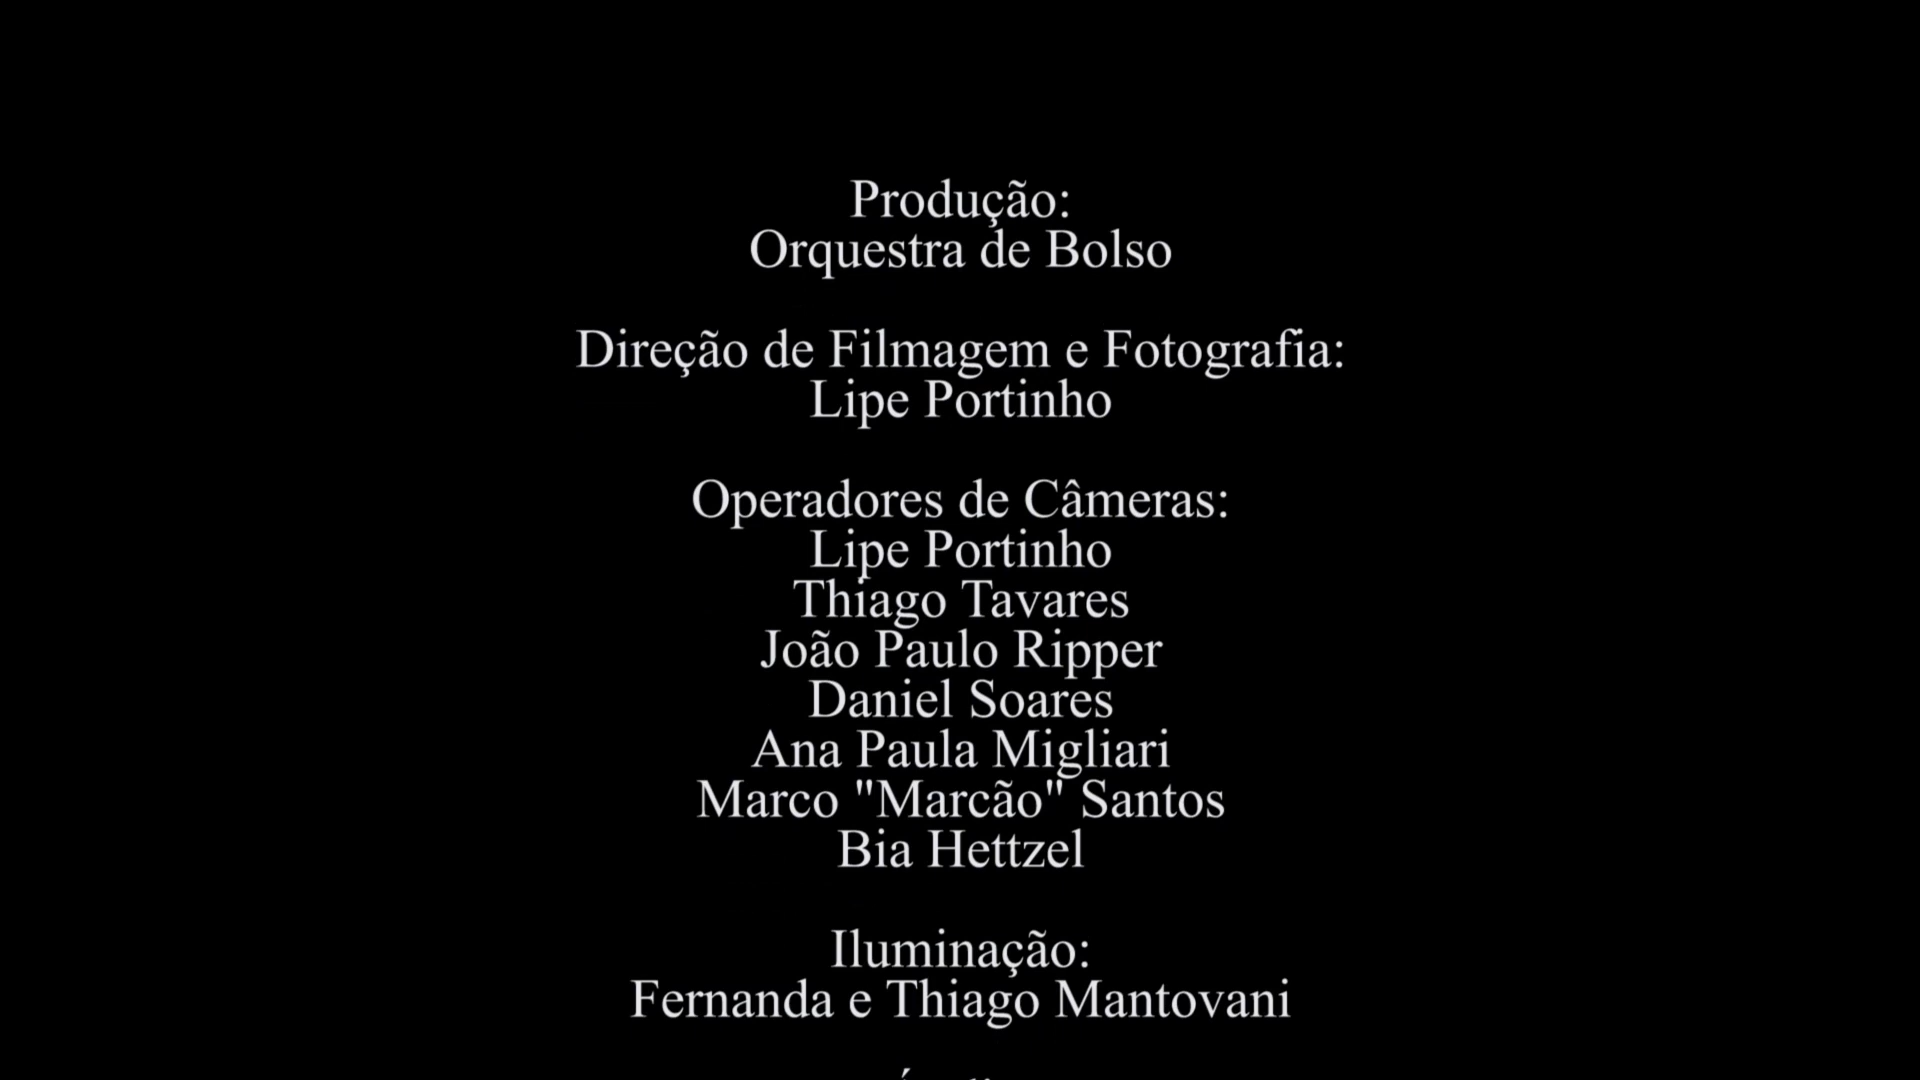 Produção:
Orquestra de Bolso
Direção de Filmagem e Fotografia:
Lipe Portinho
Operadores de Câmeras:
Lipe Portinho
Thiago Tavares
João Paulo Ripper
Daniel Soares
Ana Paula Migliari
Marco "Marcão" Santos
Bia Hettzel
Iluminação:
Fernanda e Thiago Mantovani